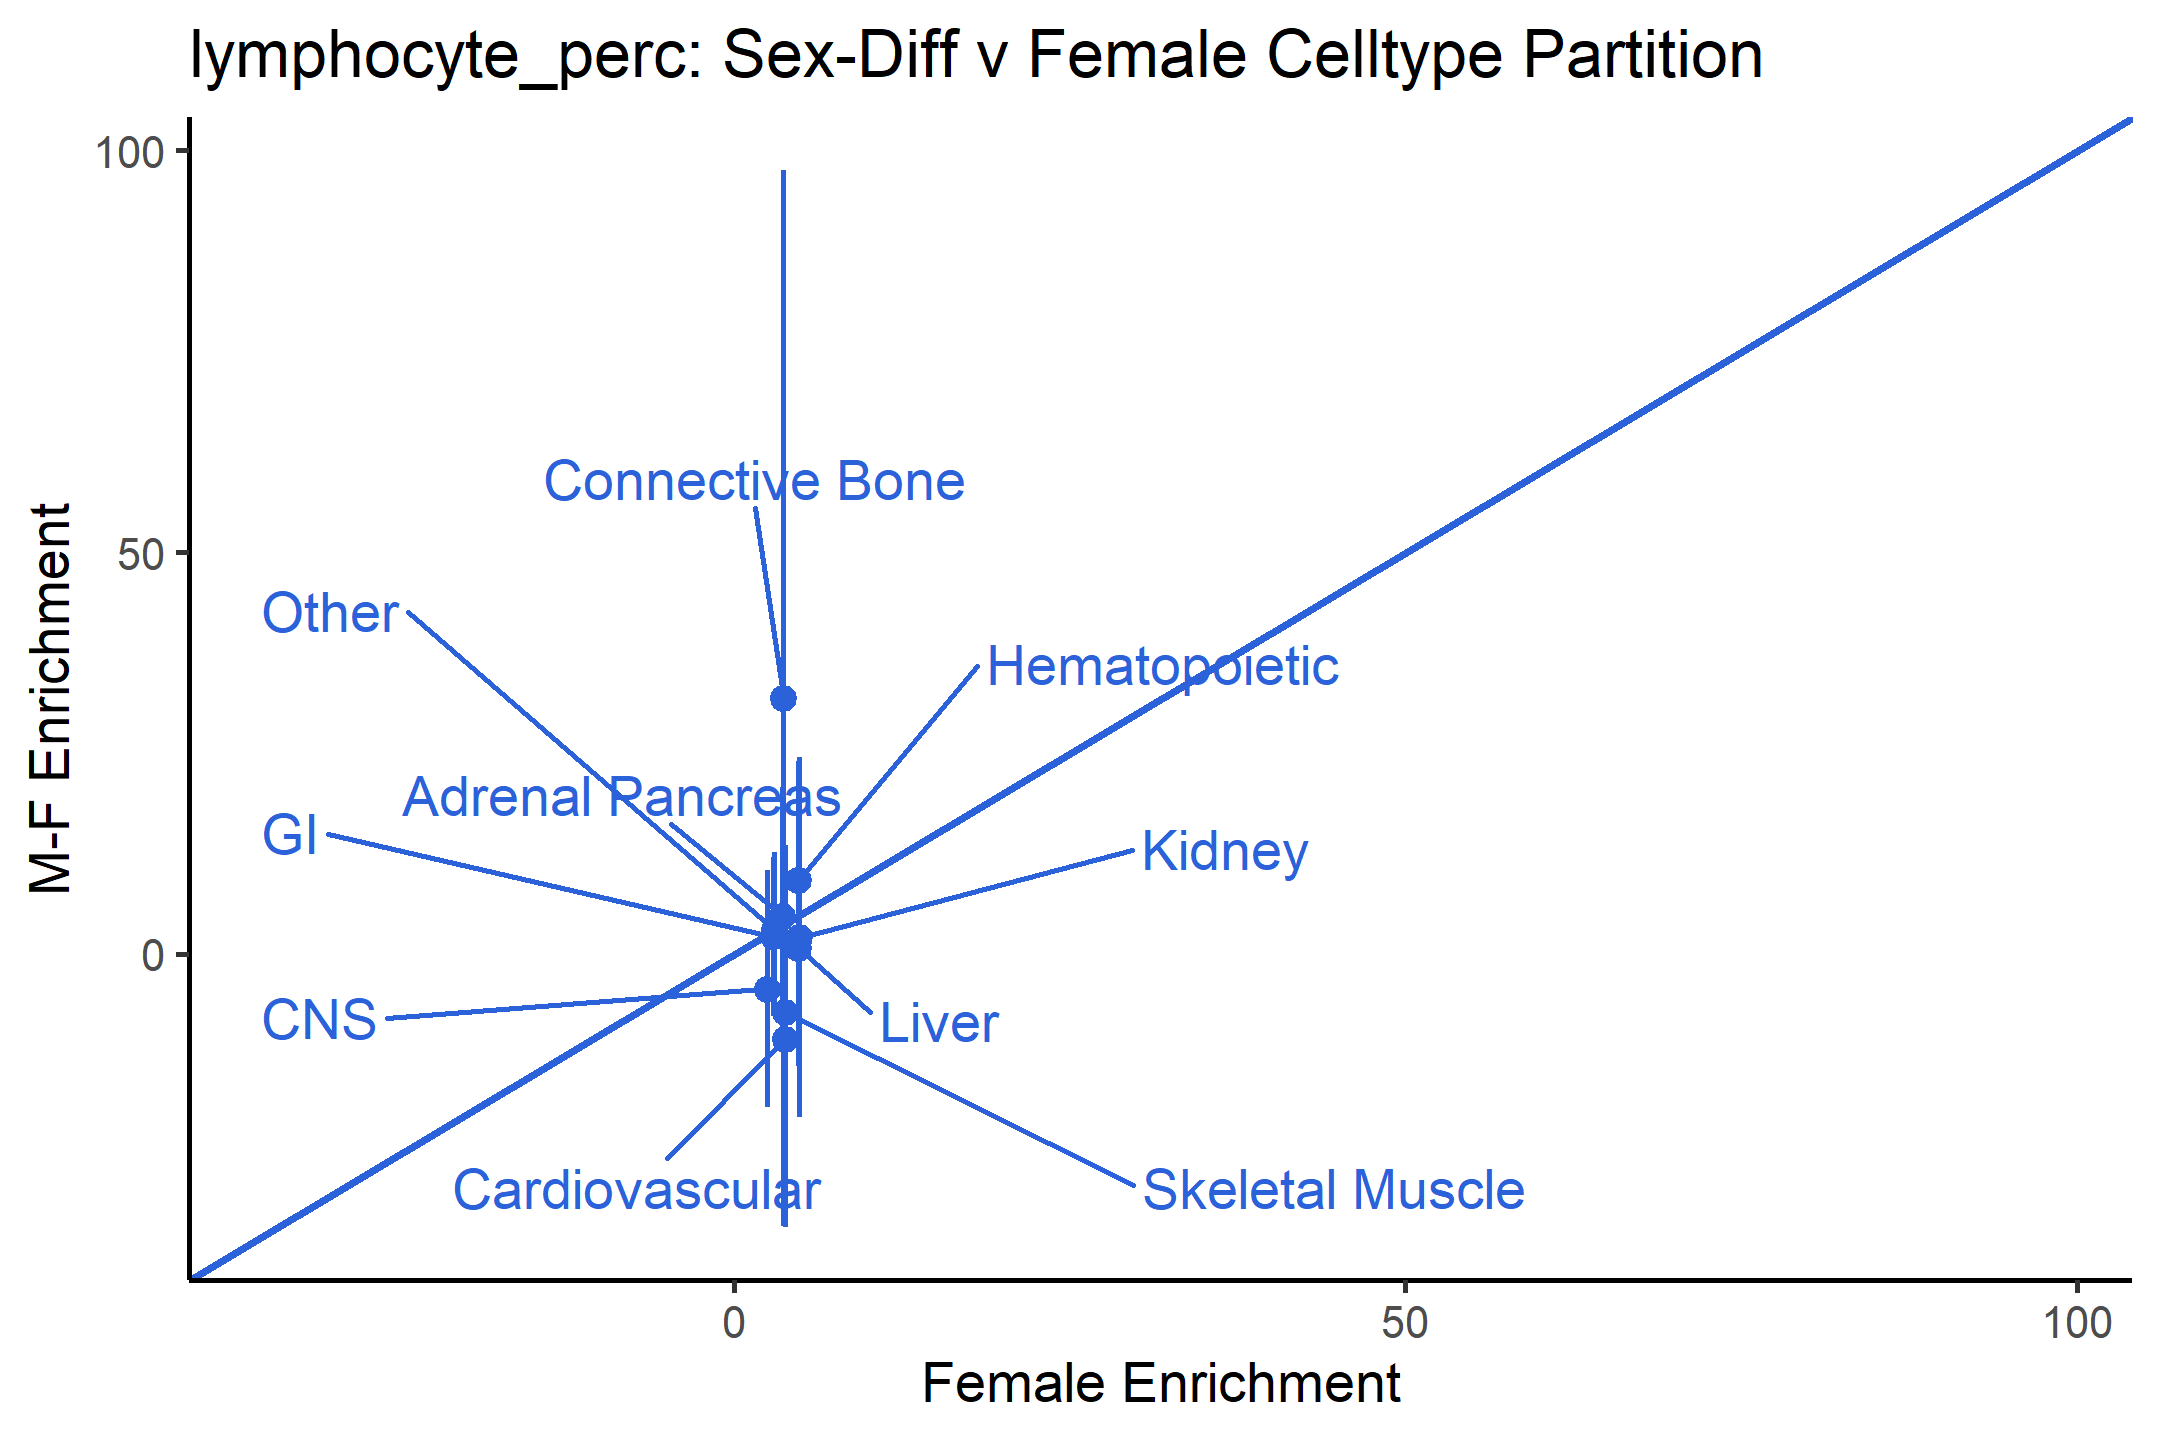 lymphocyte_perc: Sex-Diff v Female Celltype Partition
100
50
0
M-F Enrichment
Connective Bone
Other
Hematopoietic
Adrenal Pancreas
GI
Kidney
CNS
Liver
Cardiovascular
Skeletal Muscle
0
50
100
Female Enrichment